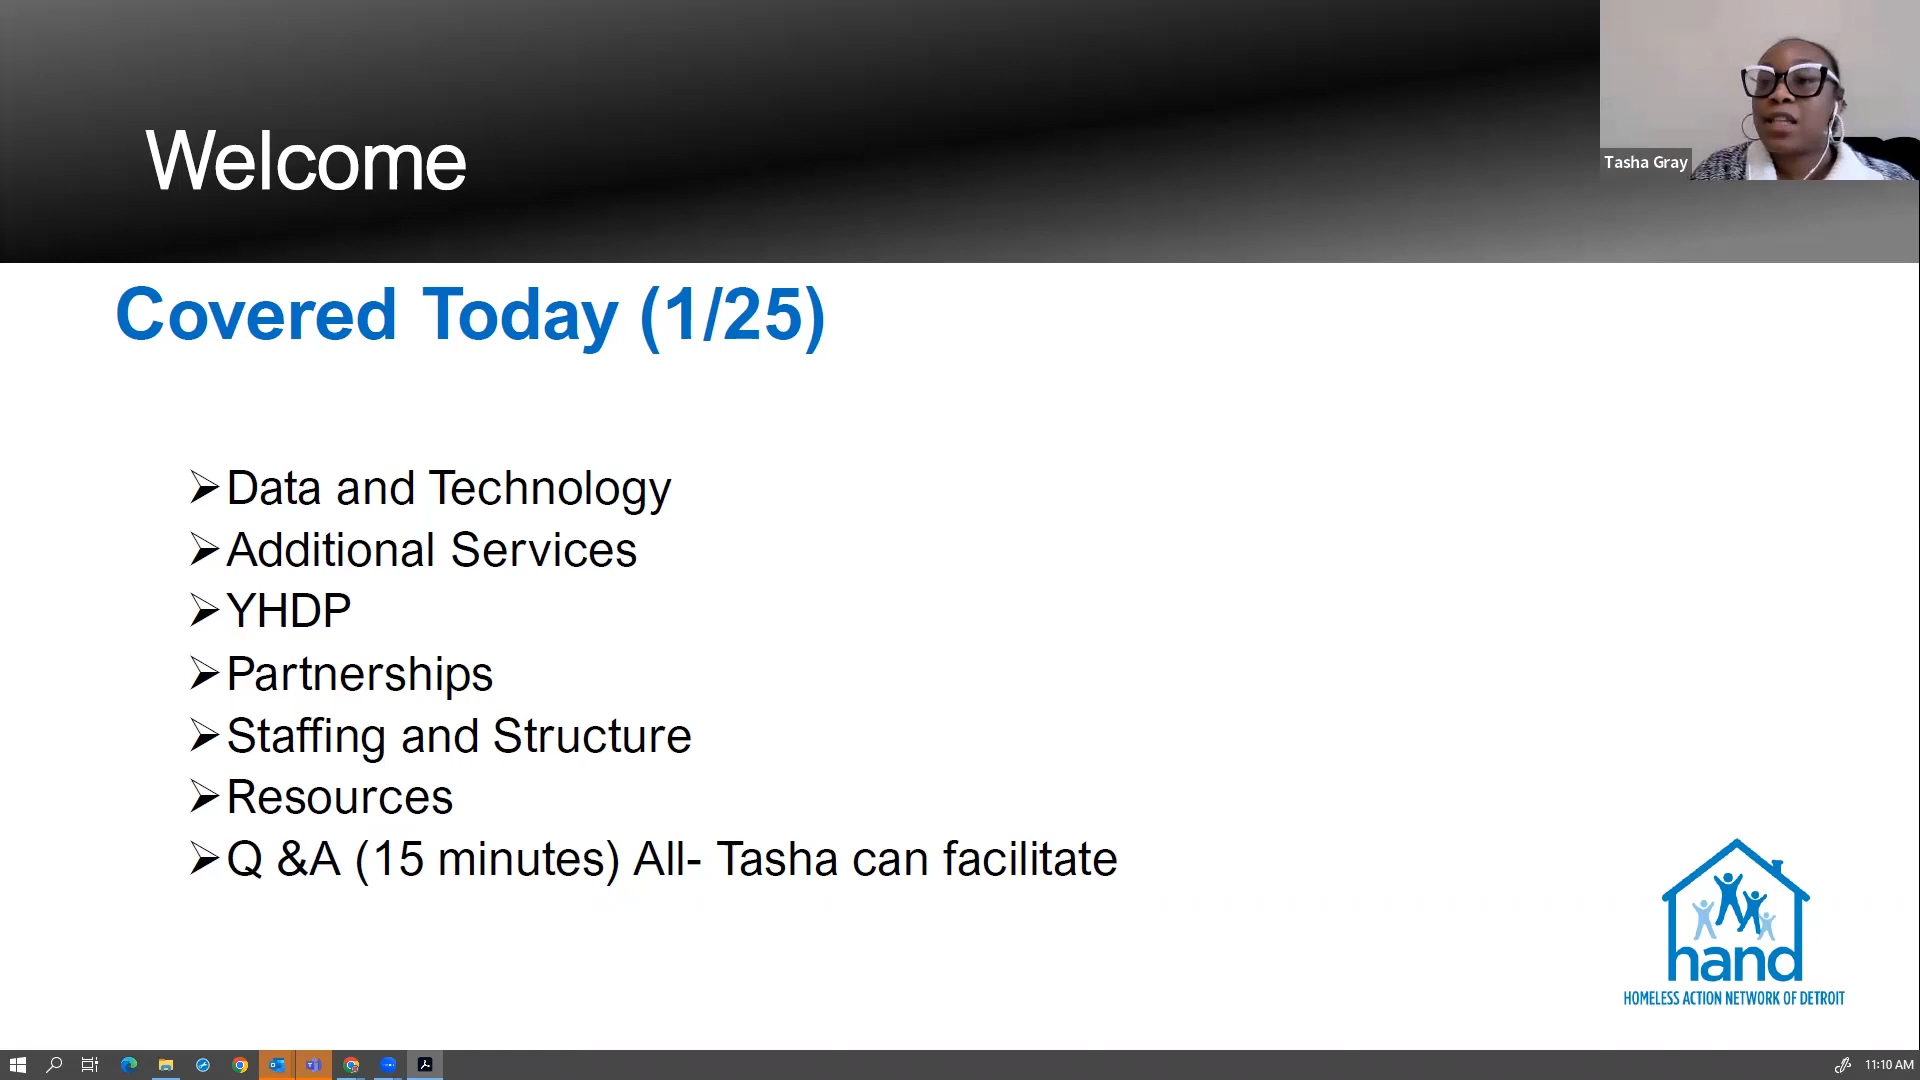 Welcome
Tasha Gray
Covered Today (1/25)
Data and Technology
Additional Services
YHDP
Partnerships
Staffing and Structure
Resources
Q &A (15 minutes) All- Tasha can facilitate
hand
HOMELESS ACTION NETWORK OF DETROIT
11:10 AM